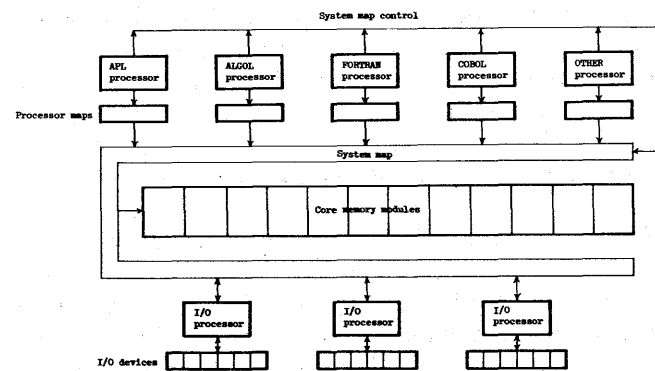 System map control
APL
processor
ALGOL
processor
FORTRAN
processor
COBOL
processor
OTHER
processor
Processor maps
System map
Core memory modules
I/O
processor
I/O
processor
I/O
processor
I/O devices